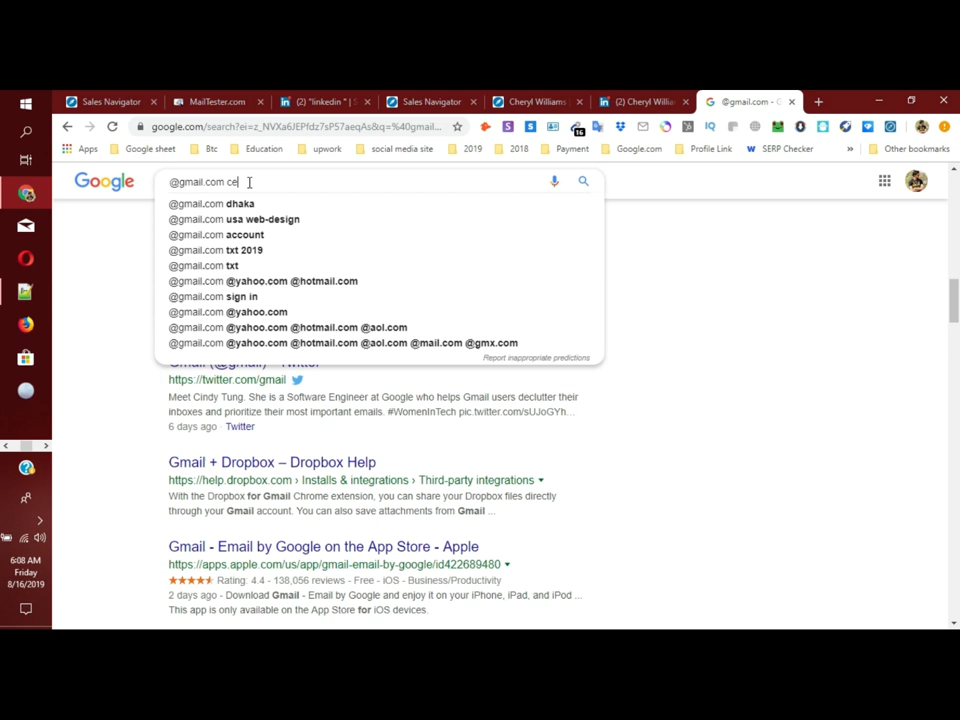 Sales Navigator
MailTester.com
(2) "linkedin " | S
Sales Navigator
Cheryl Williams
(2) Cheryl Willia
@gmail.com - G
google.com/search?ei=z_NVXa6JEPfdz7sP57aeqAs&q=%40gmail...
16
Apps
Google sheet
Btc
Education
upwork
social media site
2019
2018
Payment
Google.com
Profile Link
SERP Checker
»
Other bookmarks
Google
@gmail.com ce
@gmail.com dhaka
@gmail.com usa web-design
@gmail.com account
@gmail.com txt 2019
@gmail.com txt
@gmail.com @yahoo.com @hotmail.com
@gmail.com sign in
@gmail.com @yahoo.com
@gmail.com @yahoo.com @hotmail.com @aol.com
@gmail.com @yahoo.com @hotmail.com @aol.com @mail.com @gmx.com
Report inappropriate predictions
Gmail (@gmail) - Twitter
https://twitter.com/gmail
Meet Cindy Tung. She is a Software Engineer at Google who helps Gmail users declutter their
inboxes and prioritize their most important emails. #WomenInTech pic.twitter.com/sUJoGYh...
6 days ago - Twitter
Gmail + Dropbox – Dropbox Help
https://help.dropbox.com › Installs & integrations › Third-party integrations
With the Dropbox for Gmail Chrome extension, you can share your Dropbox files directly
through your Gmail account. You can also save attachments from Gmail ...
Gmail - Email by Google on the App Store - Apple
https://apps.apple.com/us/app/gmail-email-by-google/id422689480
Rating: 4.4 - 138,056 reviews - Free - iOS - Business/Productivity
2 days ago - Download Gmail - Email by Google and enjoy it on your iPhone, iPad, and iPod ...
This app is only available on the App Store for iOS devices.
6:08 AM
Friday
8/16/2019